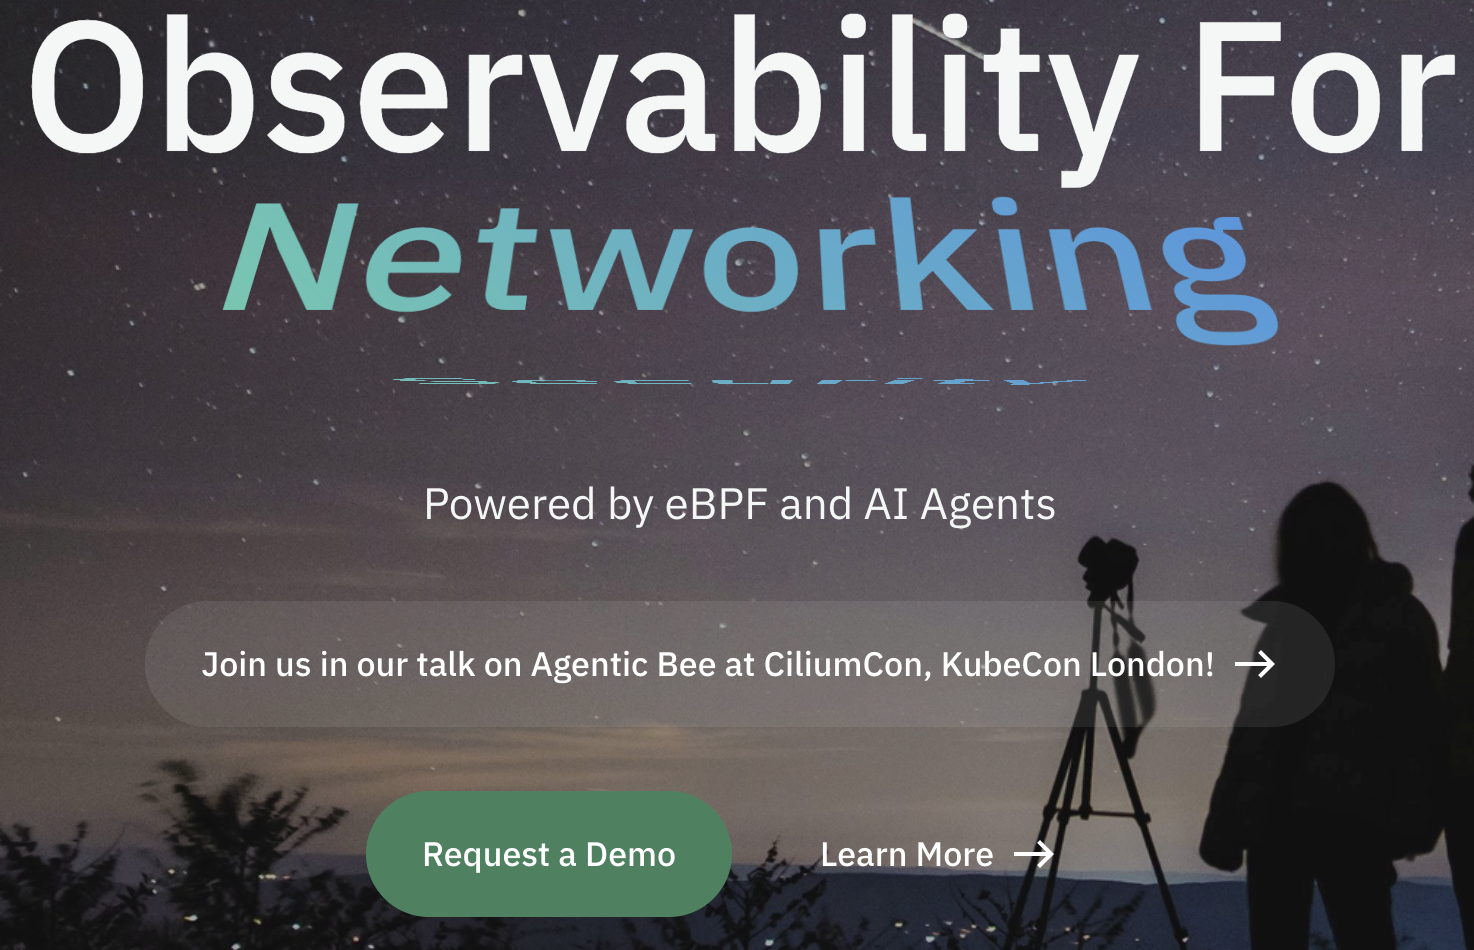 Observability For
Networking
Powered by eBPF and AI Agents
Join us in our talk on Agentic Bee at CiliumCon, KubeCon London! →
Request a Demo
Learn More →